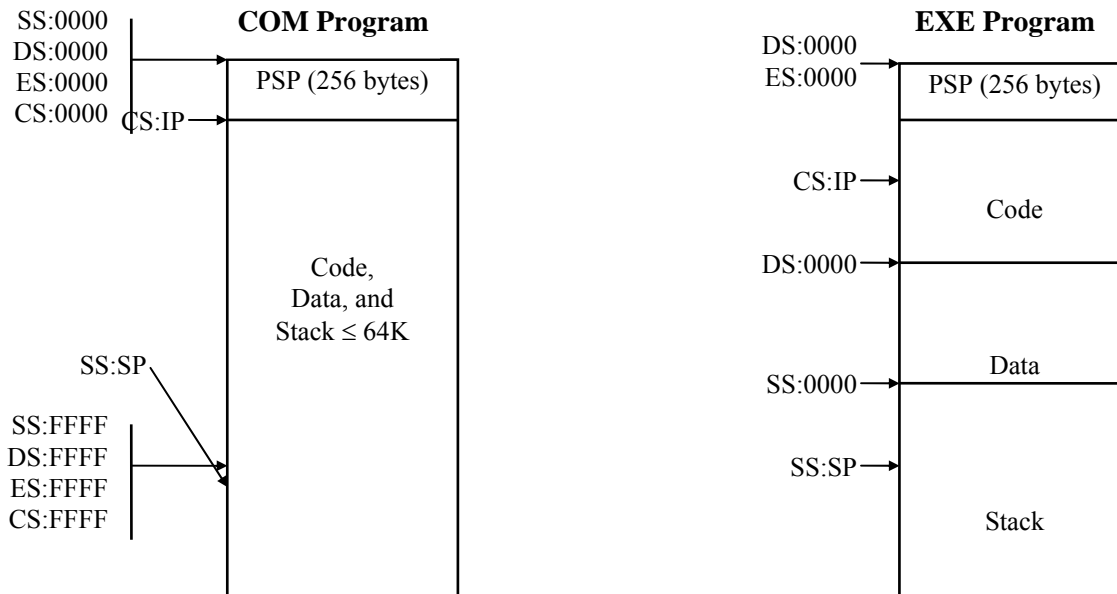 COM Program
SS:0000
DS:0000
ES:0000
CS:0000
PSP (256 bytes)
CS:IP
Code,
Data, and
Stack ≤ 64K
SS:SP
SS:FFFF
DS:FFFF
ES:FFFF
CS:FFFF
EXE Program
DS:0000
ES:0000
PSP (256 bytes)
CS:IP
Code
DS:0000
Data
SS:0000
SS:SP
Stack